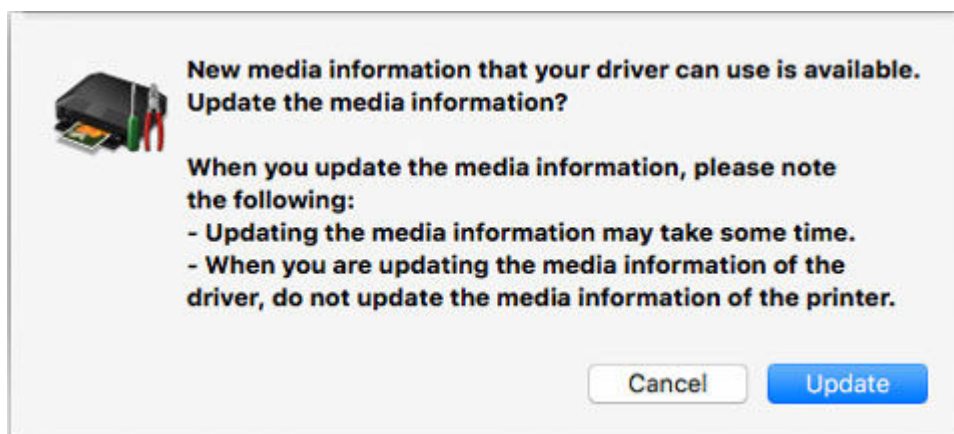 New media information that your driver can use is available.
Update the media information?
When you update the media information, please note
the following:
- Updating the media information may take some time.
- When you are updating the media information of the
driver, do not update the media information of the printer.
Cancel
Update